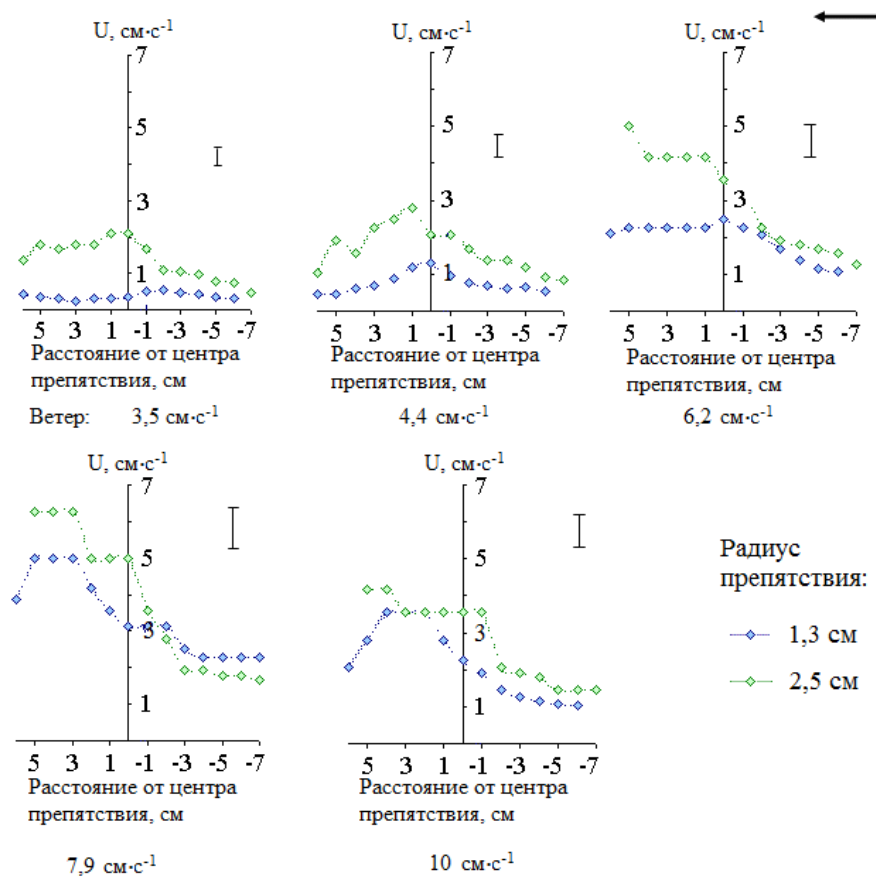 U, см·с-1
7
5
3
1
5 3 1 -1 -3 -5 -7
Расстояние от центра
препятствия, см
Ветер: 3,5 см·с-1
U, см·с-1
7
5
3
1
5 3 1 -1 -3 -5 -7
Расстояние от центра
препятствия, см
4,4 см·с-1
U, см·с-1
7
5
3
1
5 3 1 -1 -3 -5 -7
Расстояние от центра
препятствия, см
6,2 см·с-1
U, см·с-1
7
5
3
1
5 3 1 -1 -3 -5 -7
Расстояние от центра
препятствия, см
7,9 см·с-1
U, см·с-1
7
5
3
1
5 3 1 -1 -3 -5 -7
Расстояние от центра
препятствия, см
10 см·с-1
Радиус
препятствия:
1,3 см
2,5 см